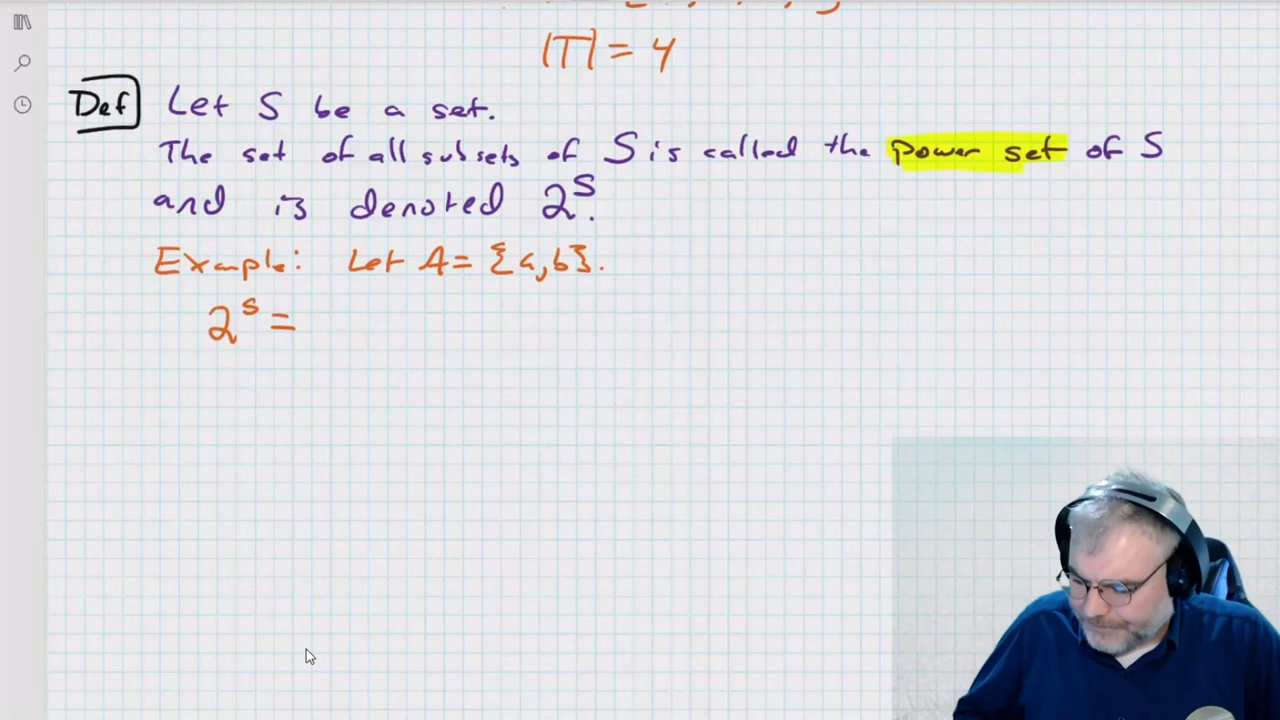 |T| = 4
Def Let S be a set.
The set of all subsets of S is called the power set of S
and is denoted 2^S.
Example: Let A = {a,b}.
2^S =